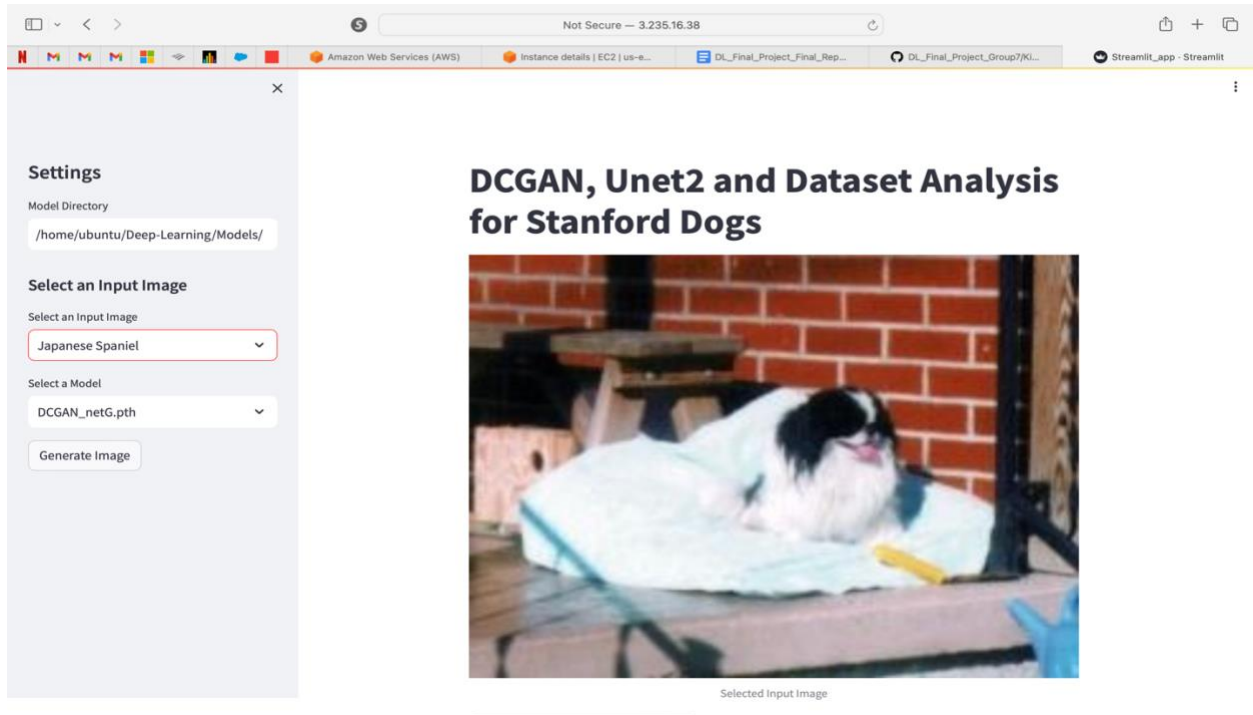 Not Secure — 3.235.16.38
Amazon Web Services (AWS)
Instance details | EC2 | us-e...
DL_Final_Project_Final_Rep...
DL_Final_Project_Group7/Ki...
Streamlit_app - Streamlit
Settings
Model Directory
/home/ubuntu/Deep-Learning/Models/
Select an Input Image
Select an Input Image
Japanese Spaniel
Select a Model
DCGAN_netG.pth
Generate Image
DCGAN, Unet2 and Dataset Analysis
for Stanford Dogs
Selected Input Image